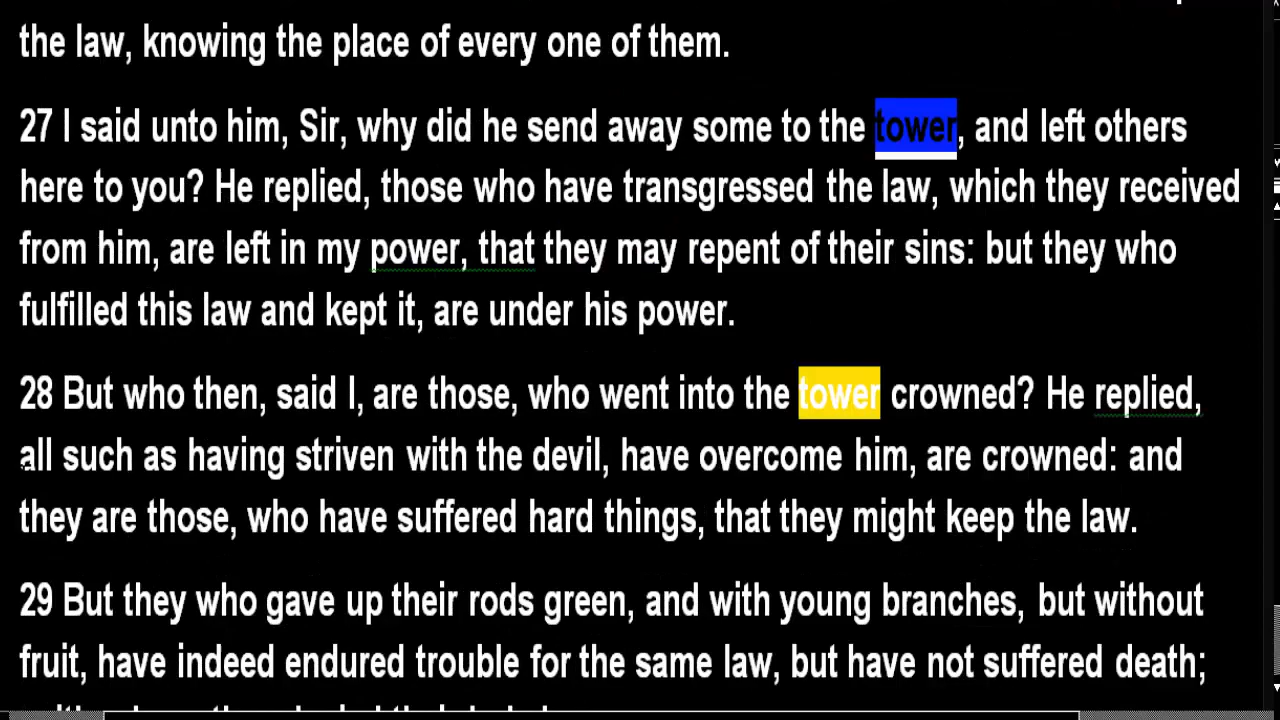 the law, knowing the place of every one of them.
27 I said unto him, Sir, why did he send away some to the tower, and left others
here to you? He replied, those who have transgressed the law, which they received
from him, are left in my power, that they may repent of their sins: but they who
fulfilled this law and kept it, are under his power.
28 But who then, said I, are those, who went into the tower crowned? He replied,
all such as having striven with the devil, have overcome him, are crowned: and
they are those, who have suffered hard things, that they might keep the law.
29 But they who gave up their rods green, and with young branches, but without
fruit, have indeed endured trouble for the same law, but have not suffered death;